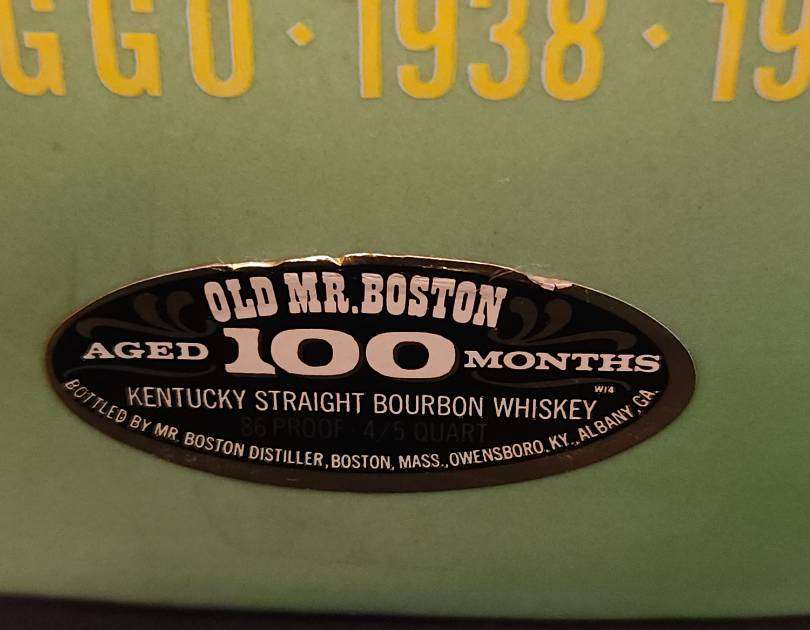 GGO · 1938 · 19
OLD MR. BOSTON
AGED 100 MONTHS
KENTUCKY STRAIGHT BOURBON WHISKEY
W14
86 PROOF · 4/5 QUART
BOTTLED BY MR. BOSTON DISTILLER, BOSTON, MASS., OWENSBORO, KY., ALBANY, GA.